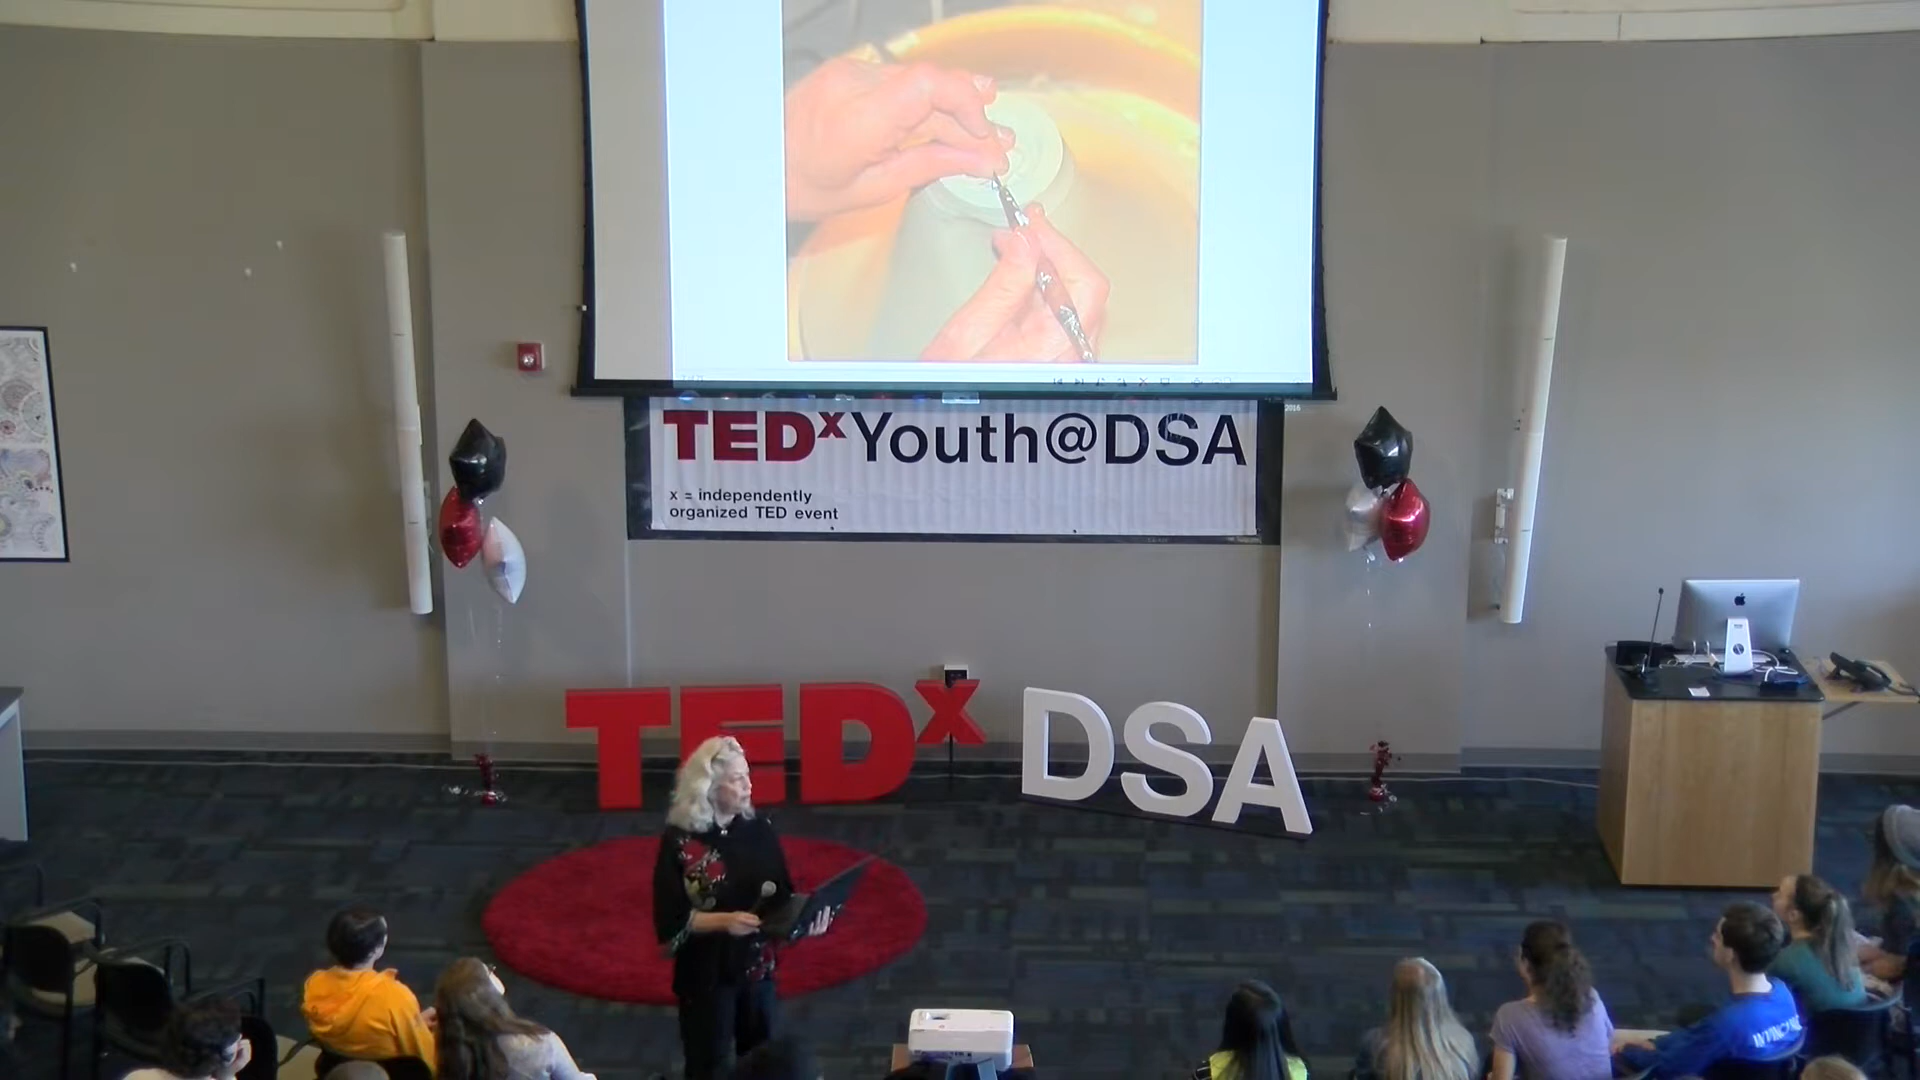 TEDxYouth@DSA
x = independently
organized TED event
TEDx DSA